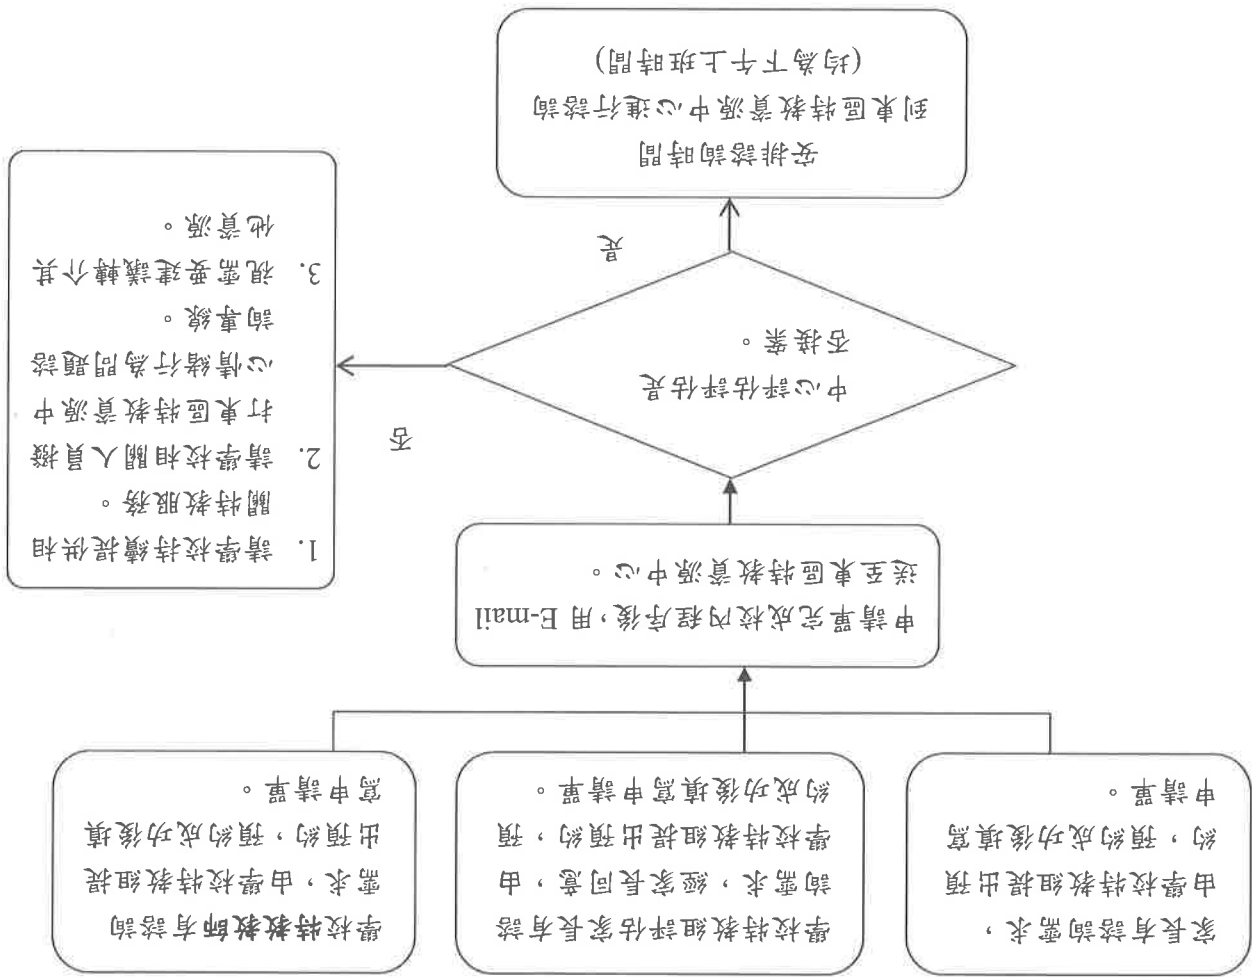 家長有諮詢需求，
由學校特教組提出預
約，預約成功後填寫
申請單。
學校特教組評估家長有諮
詢需求，經家長同意，由
學校特教組提出預約，預
約成功後填寫申請單。
學校特教教師有諮詢
需求，由學校特教組提
出預約，預約成功後填
寫申請單。
申請單完成校內程序後,用 E-mail
送至東區特教資源中心。
中心評估評估是
否接案。
否
1. 請學校持續提供相
關特教服務。
2. 請學校相關人員撥
打東區特教資源中
心情緒行為問題諮
詢專線。
3. 視需要建議轉介其
他資源。
是
安排諮詢時間
到東區特教資源中心進行諮詢
(均為下午上班時間)